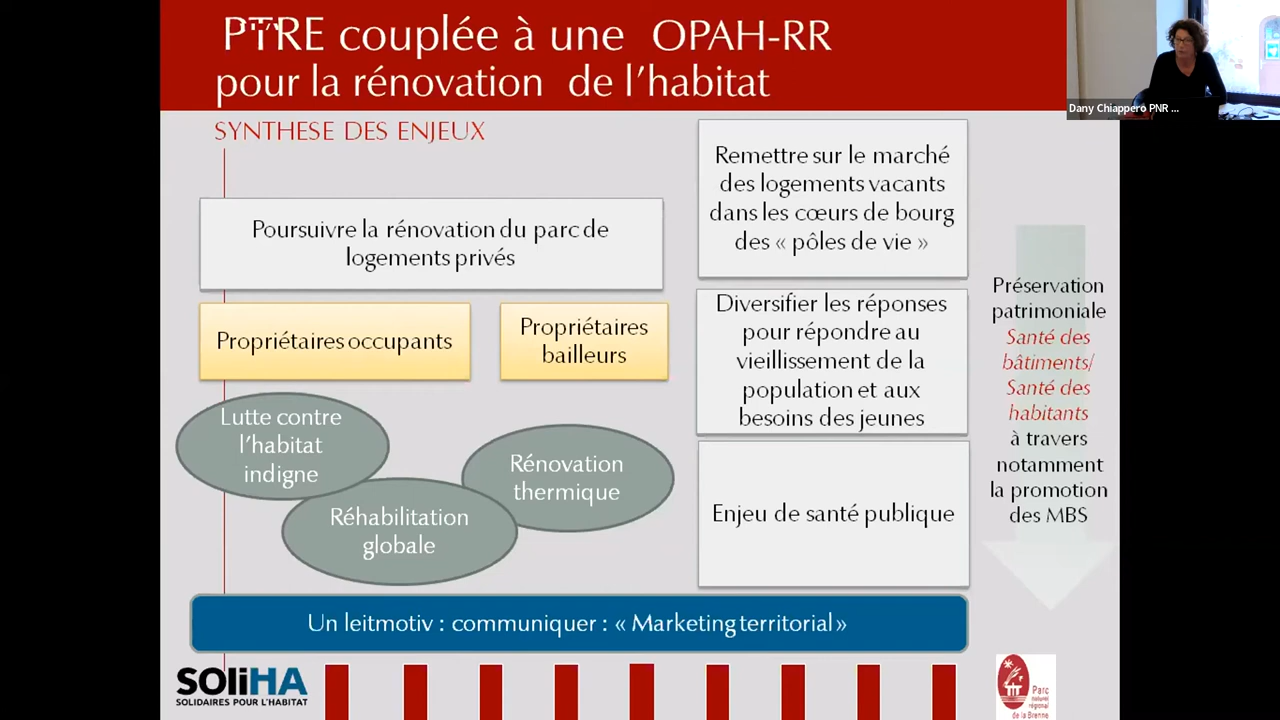 PTRE couplée à une OPAH-RR
pour la rénovation de l'habitat
Dany Chiappero PNR ...
SYNTHESE DES ENJEUX
Poursuivre la rénovation du parc de
logements privés
Propriétaires occupants
Propriétaires
bailleurs
Lutte contre
l'habitat
indigne
Réhabilitation
globale
Rénovation
thermique
Remettre sur le marché
des logements vacants
dans les cœurs de bourg
des « pôles de vie »
Diversifier les réponses
pour répondre au
vieillissement de la
population et aux
besoins des jeunes
Enjeu de santé publique
Préservation
patrimoniale
Santé des
bâtiments/
Santé des
habitants
à travers
notamment
la promotion
des MBS
Un leitmotiv : communiquer : « Marketing territorial »
SOLiHA
SOLIDAIRES POUR L'HABITAT
Parc
naturel
régional
de la Brenne